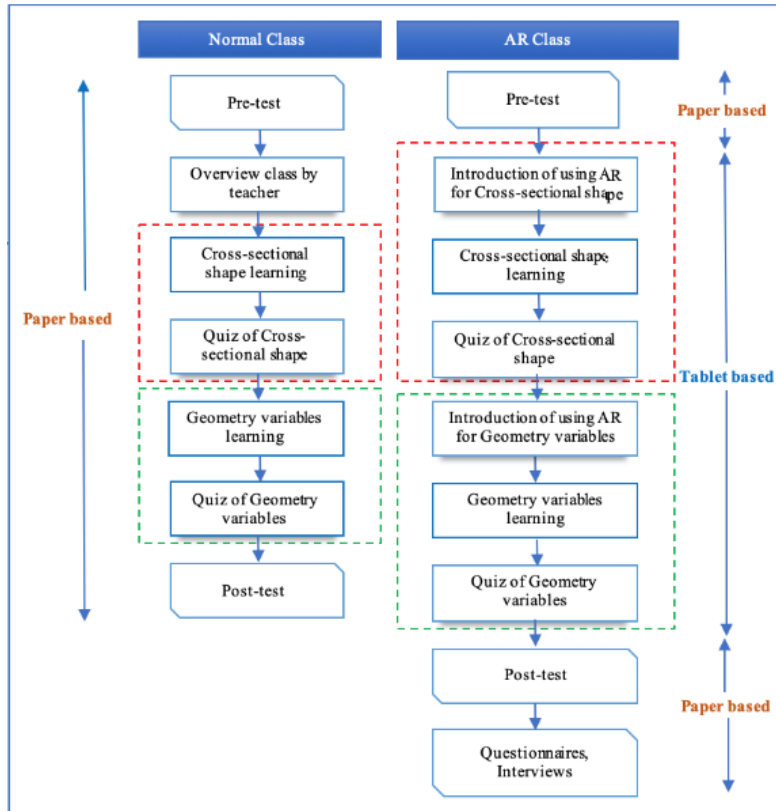 Normal Class
AR Class
Paper based
Pre-test
Overview class by
teacher
Cross-sectional
shape learning
Quiz of Cross-
sectional shape
Geometry variables
learning
Quiz of Geometry
variables
Post-test
Pre-test
Introduction of using AR
for Cross-sectional shape
Cross-sectional shape
learning
Quiz of Cross-sectional
shape
Introduction of using AR
for Geometry variables
Geometry variables
learning
Quiz of Geometry
variables
Post-test
Questionnaires,
Interviews
Paper based
Tablet based
Paper based